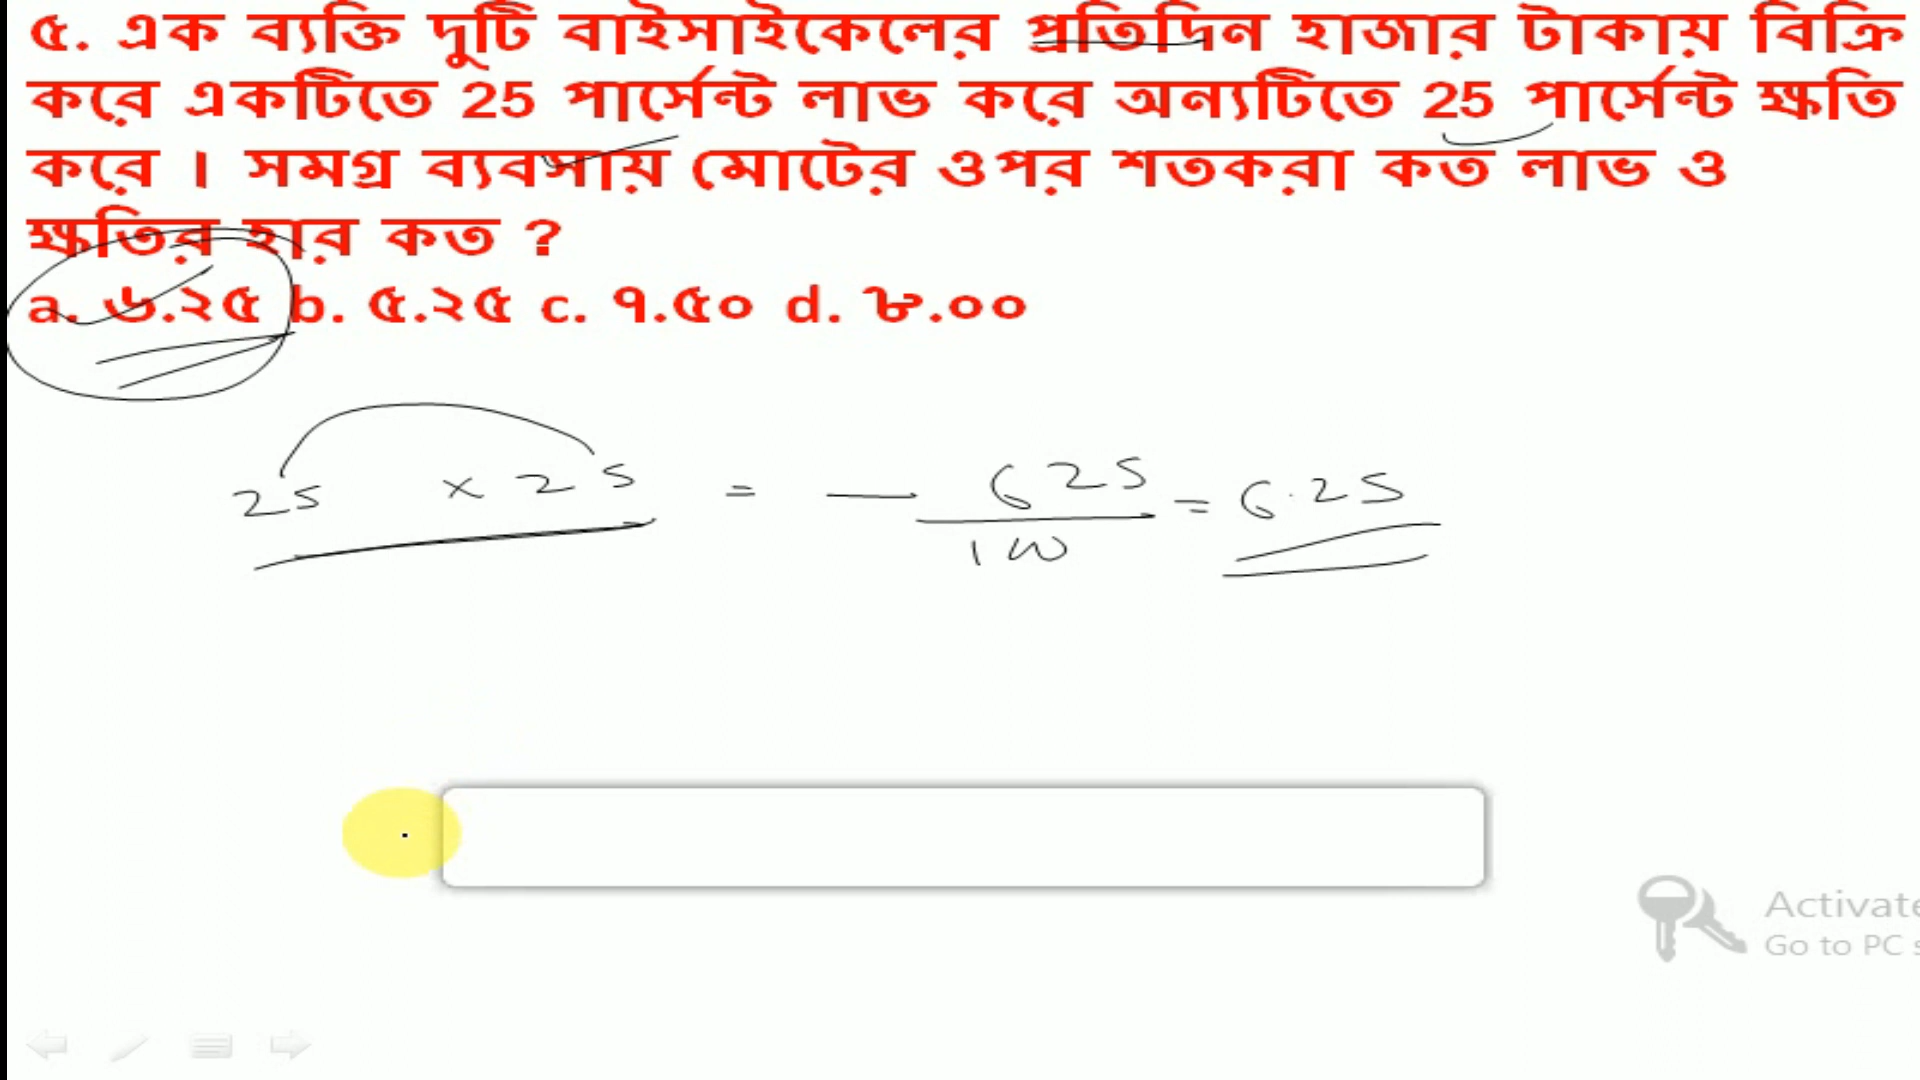 ৫. এক ব্যক্তি দুটি বাইসাইকেলের প্রতিদিন হাজার টাকায় বিক্রি
করে একটিতে 25 পার্সেন্ট লাভ করে অন্যটিতে 25 পার্সেন্ট ক্ষতি
করে । সমগ্র ব্যবসায় মোটের ওপর শতকরা কত লাভ ও
ক্ষতির হার কত ?
a. ৬.২৫ b. ৫.২৫ c. ৭.৫০ d. ৮.০০
25 × 25 = — 625 = 6.25
100
Activate
Go to PC s